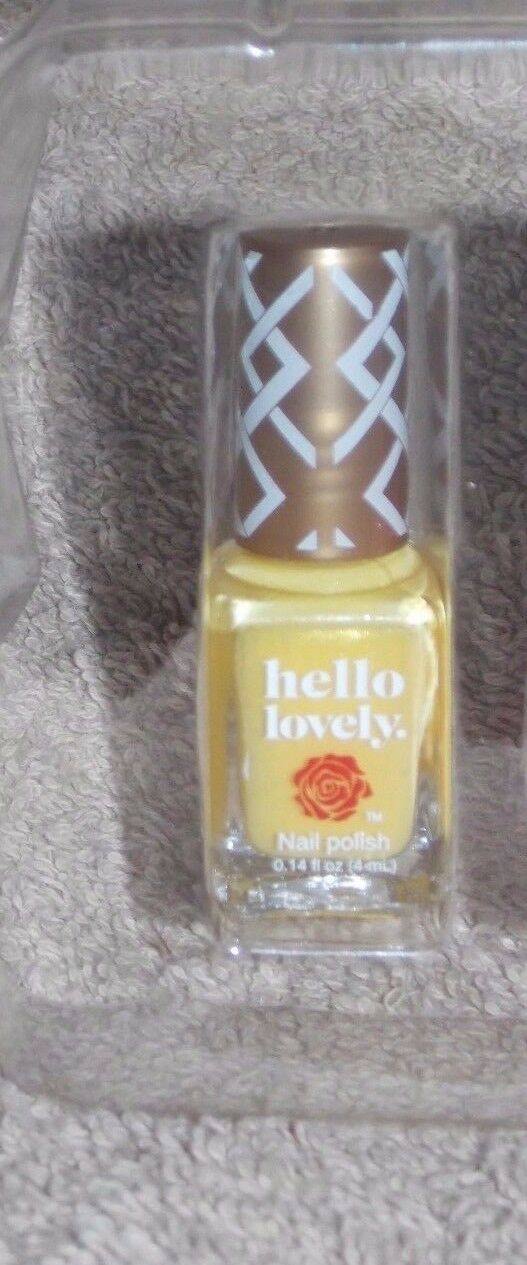 hello
lovely.
TM
Nail polish
0.14 fl oz (4 mL)